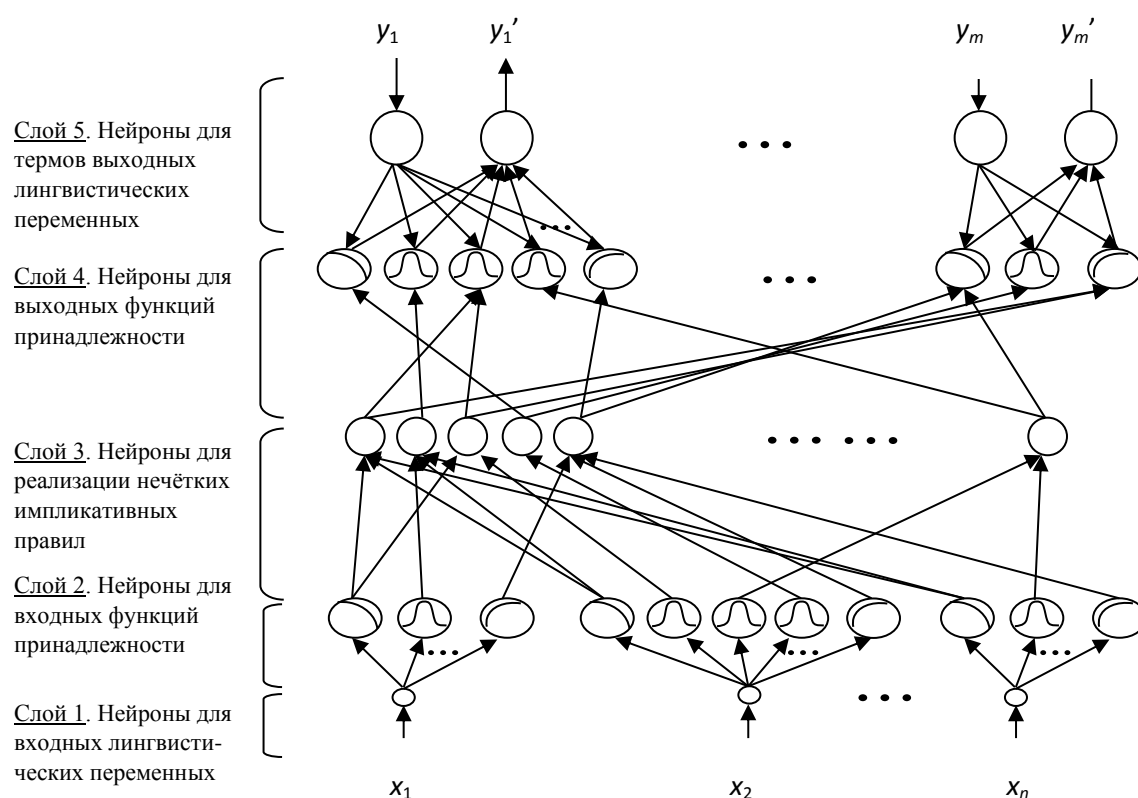 y1 y1’ ym ym’
Слой 5. Нейроны для
термов выходных
лингвистических
переменных
Слой 4. Нейроны для
выходных функций
принадлежности
Слой 3. Нейроны для
реализации нечётких
импликативных
правил
Слой 2. Нейроны для
входных функций
принадлежности
Слой 1. Нейроны для
входных лингвисти-
ческих переменных
x1 x2 xn